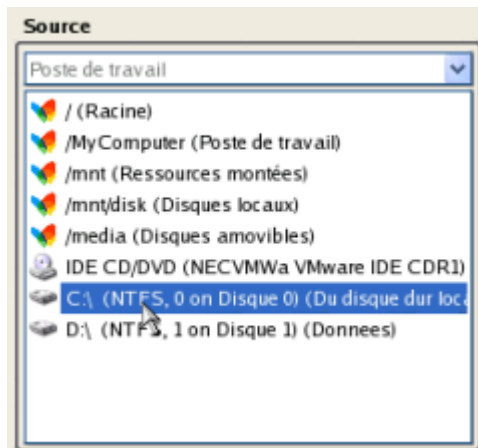 Source
Poste de travail
/ (Racine)
/MyComputer (Poste de travail)
/mnt (Ressources montées)
/mnt/disk (Disques locaux)
/media (Disques amovibles)
IDE CD/DVD (NECVMWa VMware IDE CDR1)
C:\ (NTFS, 0 on Disque 0) (Du disque dur loca
D:\ (NTFS, 1 on Disque 1) (Donnees)